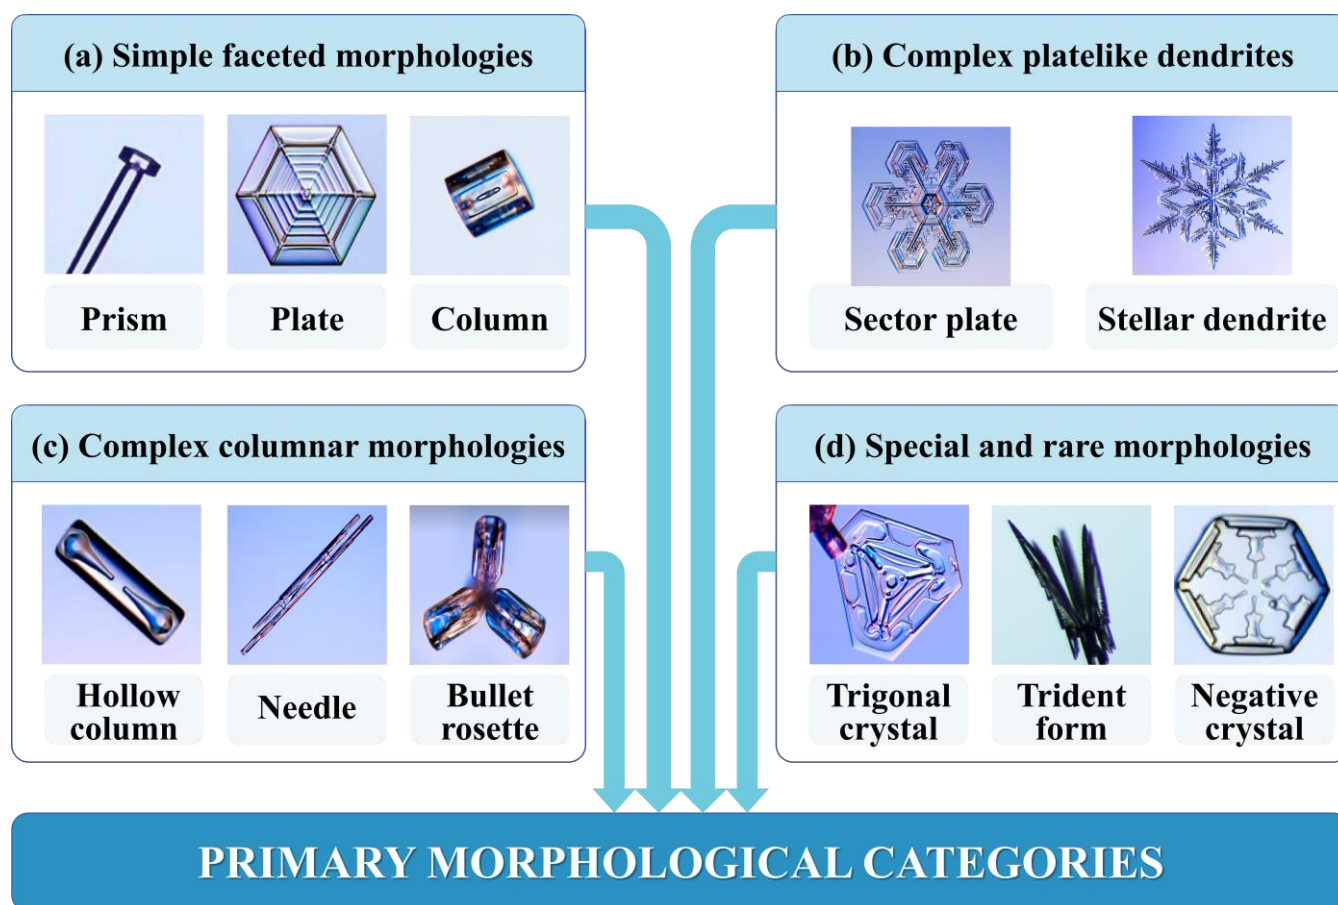 (a) Simple faceted morphologies
Prism
Plate
Column
(b) Complex platelike dendrites
Sector plate
Stellar dendrite
(c) Complex columnar morphologies
Hollow
column
Needle
Bullet
rosette
(d) Special and rare morphologies
Trigonal
crystal
Trident
form
Negative
crystal
PRIMARY MORPHOLOGICAL CATEGORIES